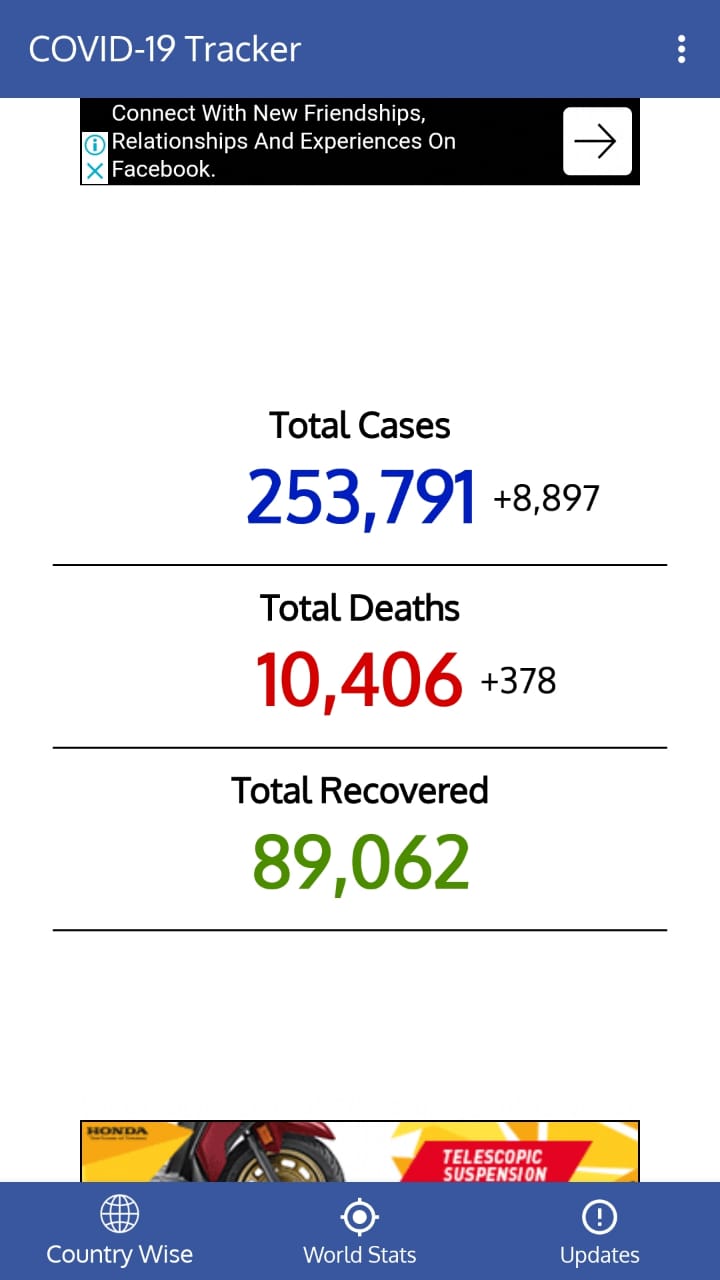 COVID-19 Tracker
Connect With New Friendships,
Relationships And Experiences On
Facebook.
Total Cases
253,791 +8,897
Total Deaths
10,406 +378
Total Recovered
89,062
HONDA
TELESCOPIC
SUSPENSION
Country Wise
World Stats
Updates